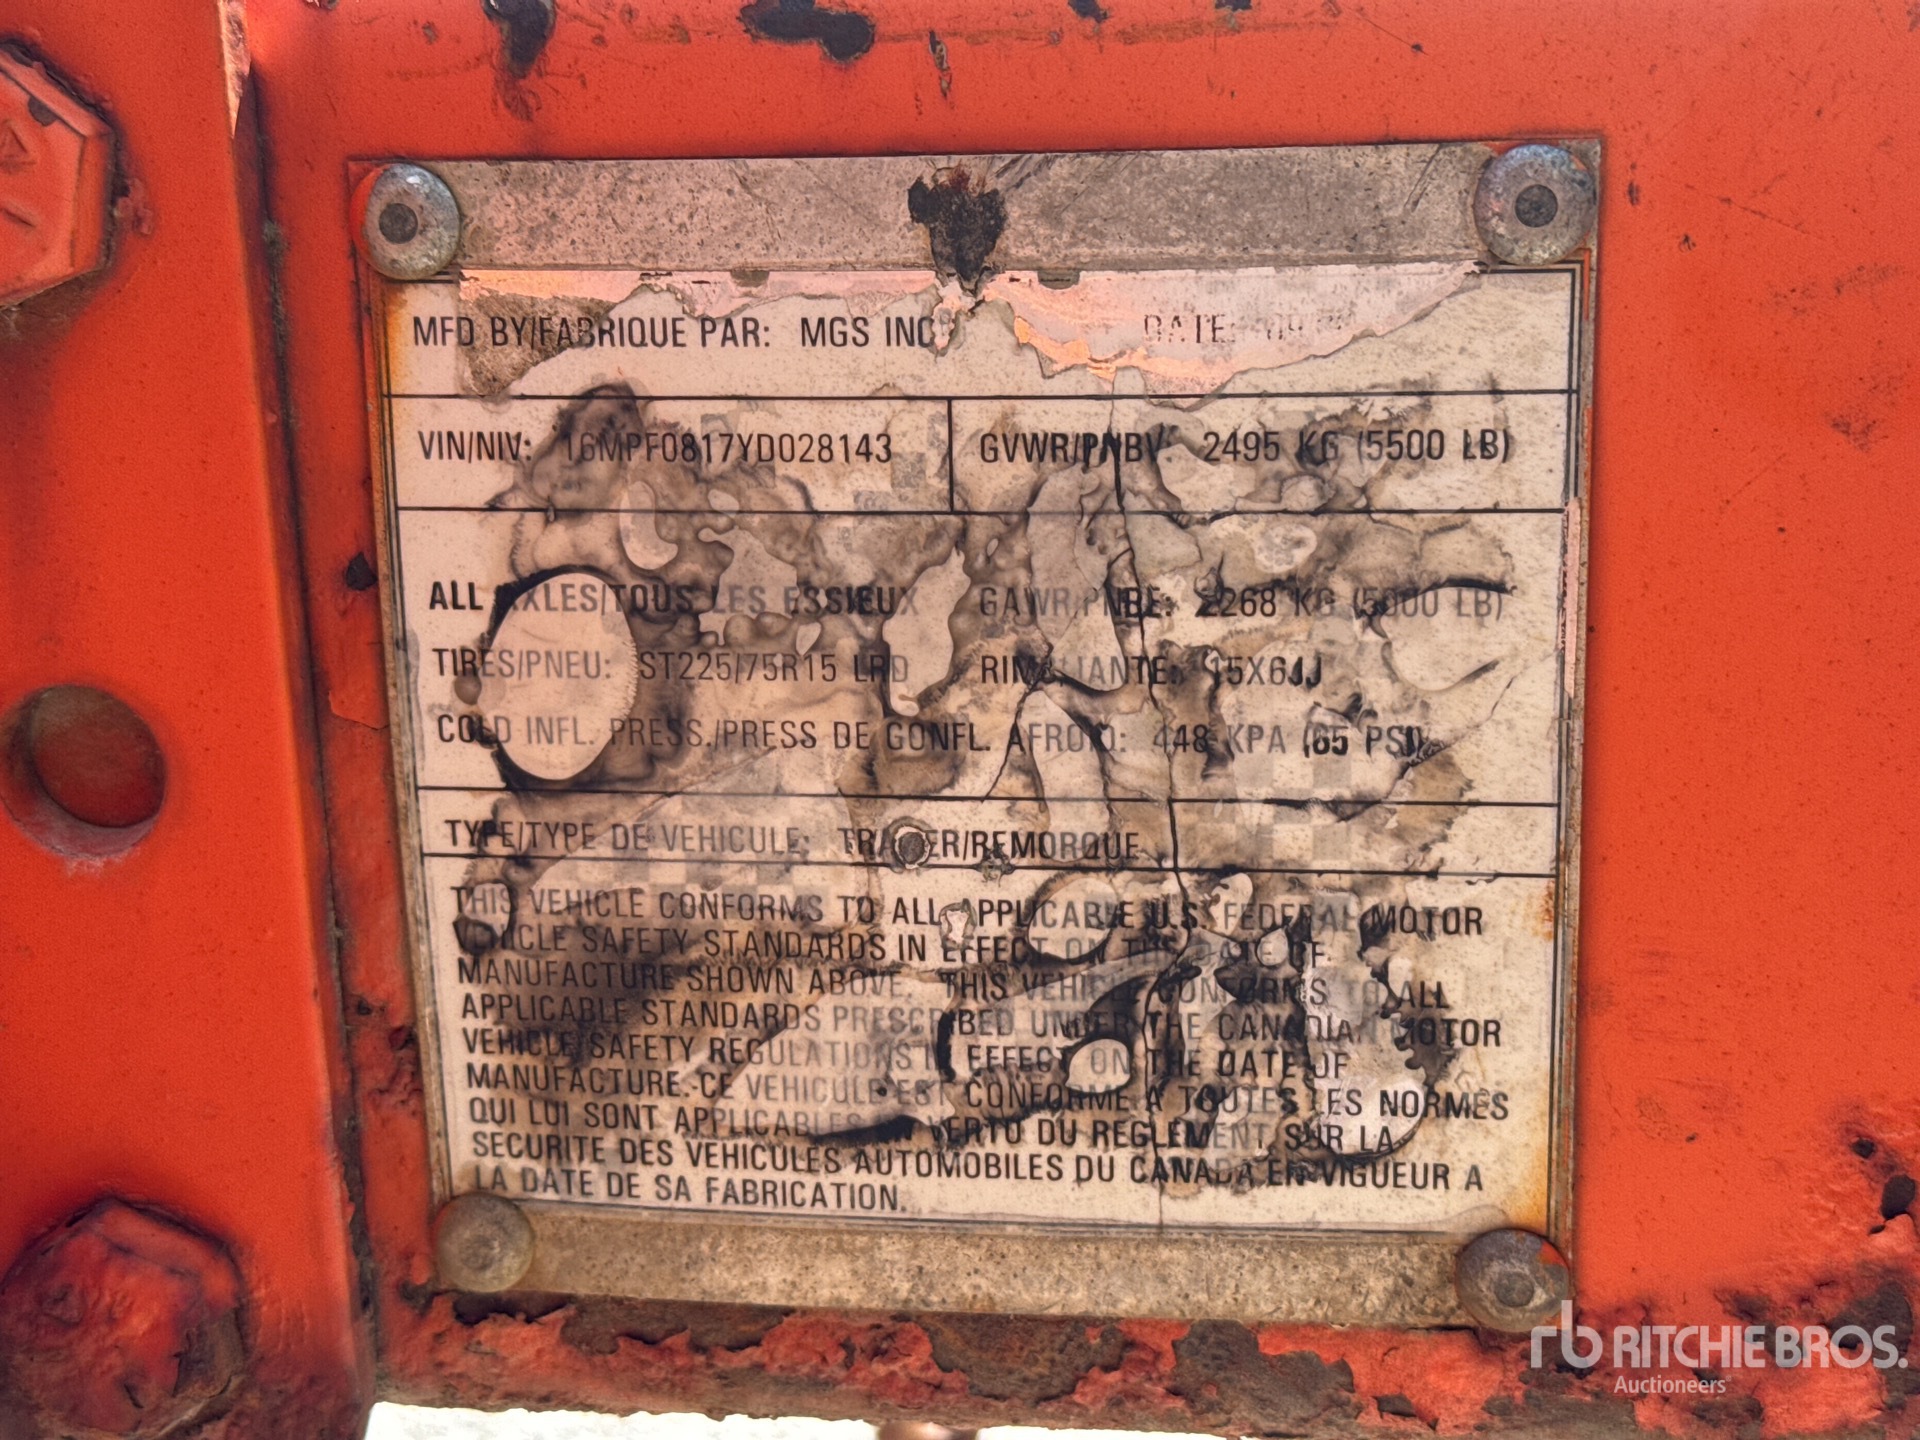 MFD BY/FABRIQUE PAR: MGS INC DATE:
VIN/NIV: 16MPF0817YD028143 GVWR/PNBV: 2495 KG (5500 LB)
ALL AXLES/TOUS LES ESSIEUX GAWR/PNBE: 2268 KG (5000 LB)
TIRES/PNEU: ST225/75R15 LRD RIMS/JANTE: 15X6JJ
COLD INFL. PRESS./PRESS DE GONFL. AFROID: 448 KPA (65 PSI)
TYPE/TYPE DE VEHICULE: TRAILER/REMORQUE
THIS VEHICLE CONFORMS TO ALL APPLICABLE U.S. FEDERAL MOTOR
VEHICLE SAFETY STANDARDS IN EFFECT ON THE DATE OF
MANUFACTURE SHOWN ABOVE. THIS VEHICLE CONFORMS TO ALL
APPLICABLE STANDARDS PRESCRIBED UNDER THE CANADIAN MOTOR
VEHICLE SAFETY REGULATIONS IN EFFECT ON THE DATE OF
MANUFACTURE.-CE VEHICULE EST CONFORME A TOUTES LES NORMES
QUI LUI SONT APPLICABLES EN VERTU DU REGLEMENT SUR LA
SECURITE DES VEHICULES AUTOMOBILES DU CANADA EN VIGUEUR A
LA DATE DE SA FABRICATION.
rb RITCHIE BROS.
Auctioneers